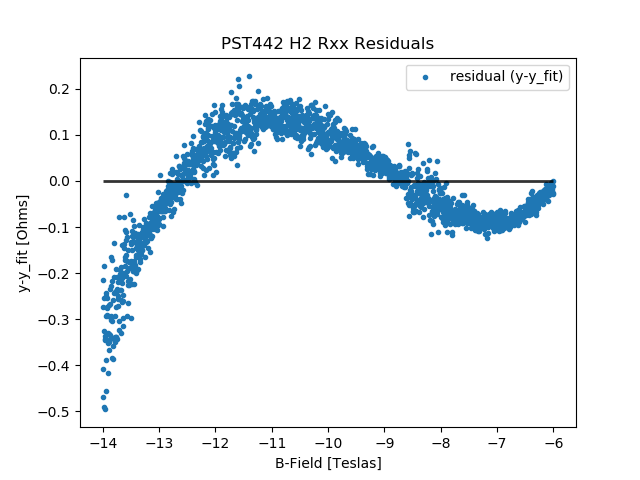 PST442 H2 Rxx Residuals
residual (y-y_fit)
0.2
0.1
0.0
−0.1
−0.2
−0.3
−0.4
−0.5
y-y_fit [Ohms]
−14 −13 −12 −11 −10 −9 −8 −7 −6
B-Field [Teslas]